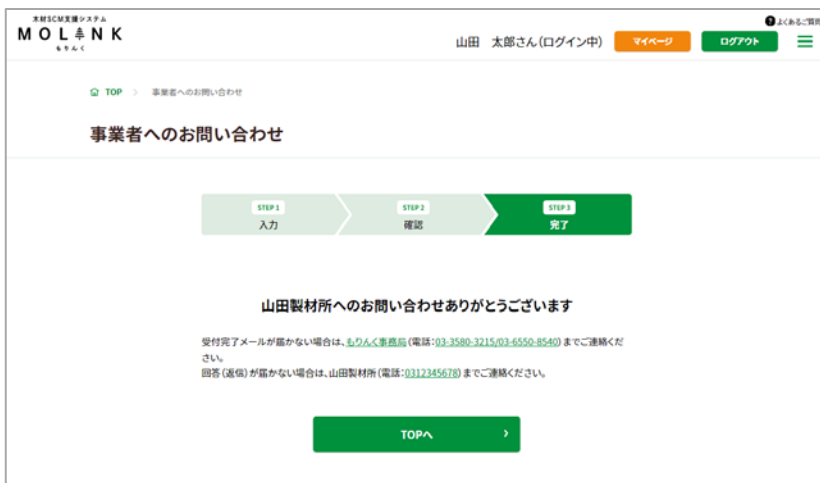 木材SCM支援システム
MOLINK
もりんく
よくあるご質問
山田 太郎さん(ログイン中)
マイページ
ログアウト
TOP > 事業者へのお問い合わせ
事業者へのお問い合わせ
STEP 1
入力
STEP 2
確認
STEP 3
完了
山田製材所へのお問い合わせありがとうございます
受付完了メールが届かない場合は、もりんく事務局(電話:03-3580-3215/03-6550-8540)までご連絡くだ
さい。
回答(返信)が届かない場合は、山田製材所(電話:0312345678)までご連絡ください。
TOPへ